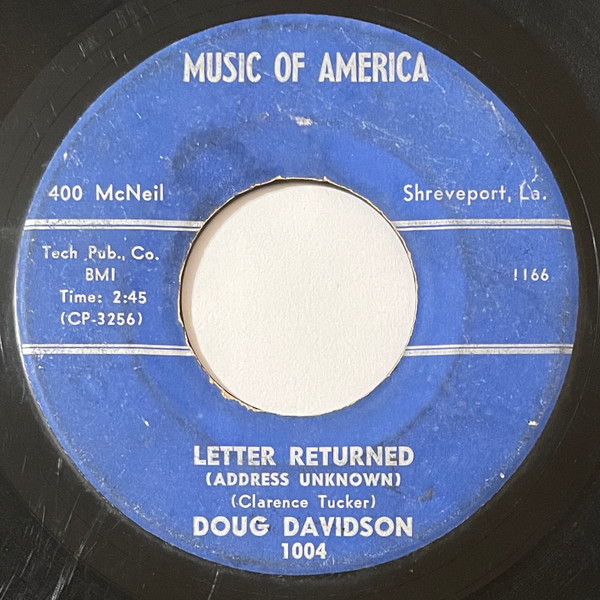 MUSIC OF AMERICA
400 McNeil
Shreveport, La.
Tech Pub., Co.
BMI
Time: 2:45
(CP-3256)
1166
LETTER RETURNED
(ADDRESS UNKNOWN)
(Clarence Tucker)
DOUG DAVIDSON
1004